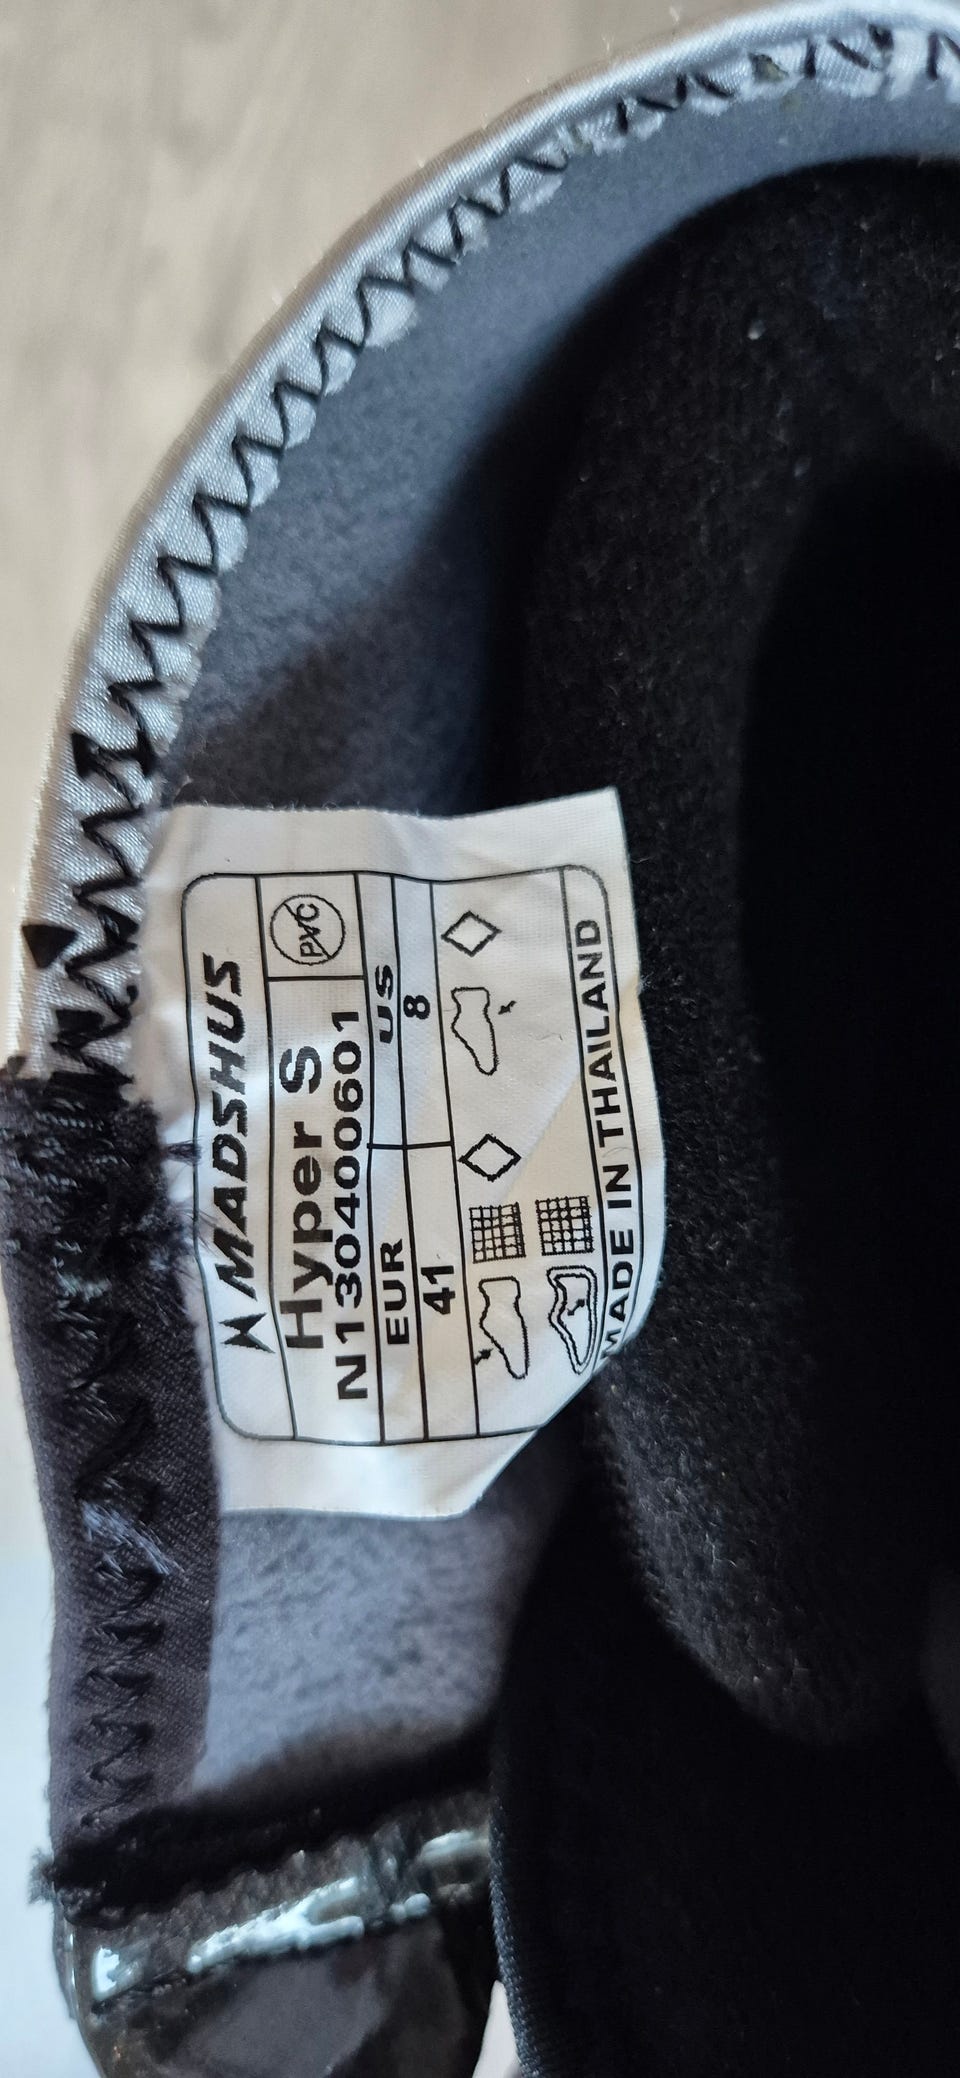 MADSHUS
Hyper S
N130400601
PVC
EUR US
41 8
MADE IN THAILAND